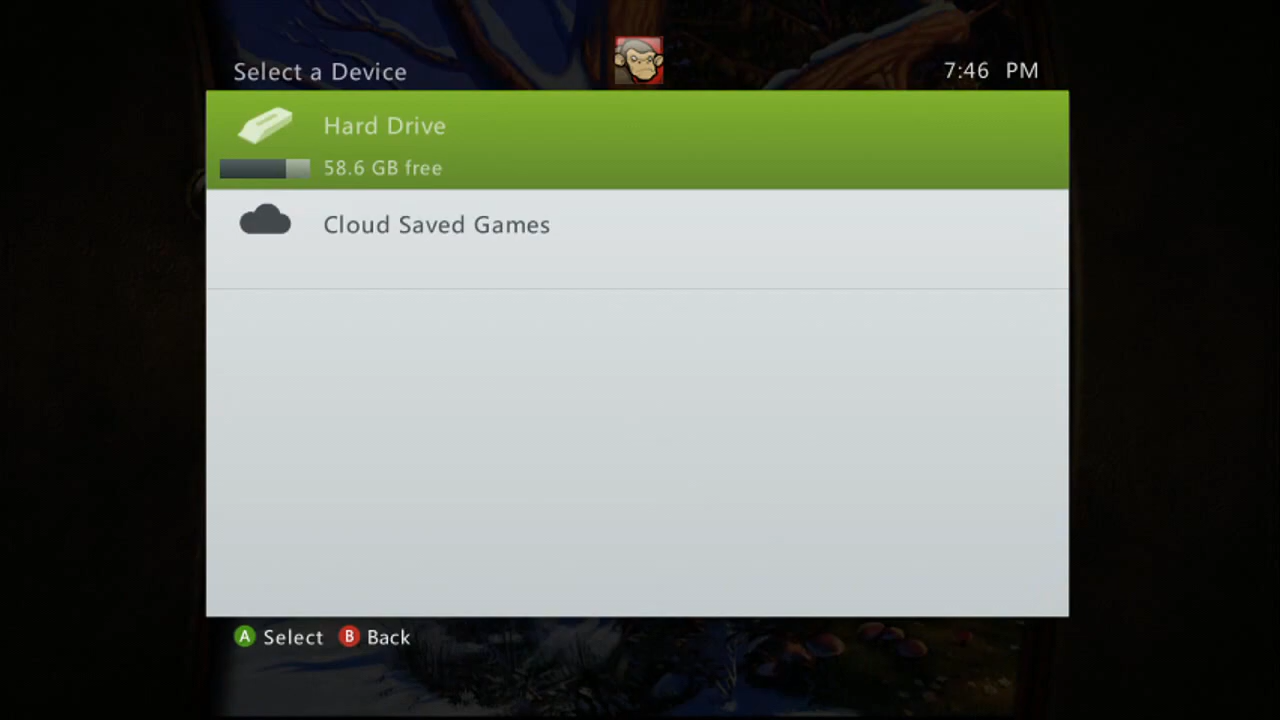 Select a Device
7:46 PM
Hard Drive
58.6 GB free
Cloud Saved Games
A Select B Back